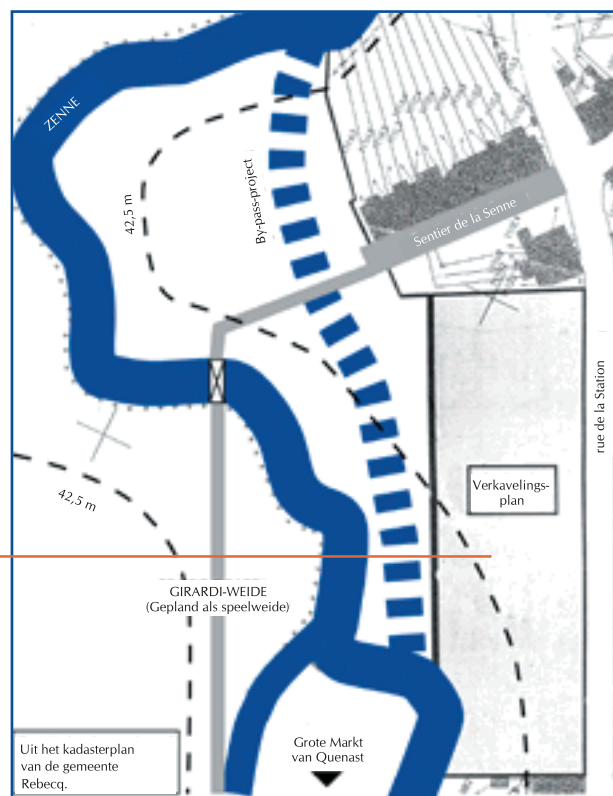 ZENNE
42,5 m
By-pass-project
Sentier de la Senne
rue de la Station
Verkavelings-
plan
42,5 m
GIRARDI-WEIDE
(Gepland als speelweide)
Uit het kadasterplan
van de gemeente
Rebecq.
Grote Markt
van Quenast